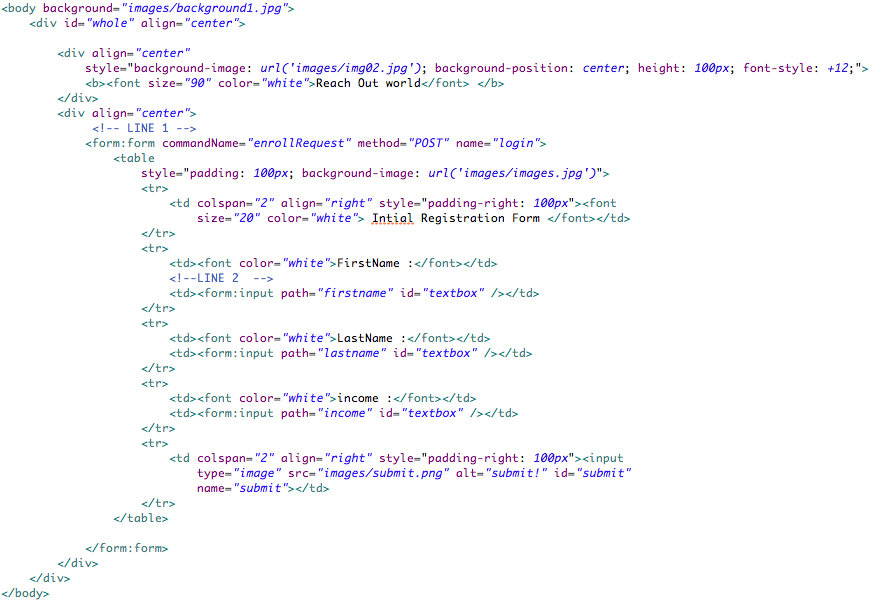 <body background="images/background1.jpg">
    <div id="whole" align="center">

        <div align="center"
            style="background-image: url('images/img02.jpg'); background-position: center; height: 100px; font-style: +12;">
            <b><font size="90" color="white">Reach Out world</font> </b>
        </div>
        <div align="center">
             <!-- LINE 1 -->
            <form:form commandName="enrollRequest" method="POST" name="login">
                <table
                    style="padding: 100px; background-image: url('images/images.jpg')">
                    <tr>
                        <td colspan="2" align="right" style="padding-right: 100px"><font
                            size="20" color="white"> Intial Registration Form </font></td>
                    </tr>
                    <tr>
                        <td><font color="white">FirstName :</font></td>
                        <!--LINE 2  -->
                        <td><form:input path="firstname" id="textbox" /></td>
                    </tr>
                    <tr>
                        <td><font color="white">LastName :</font></td>
                        <td><form:input path="lastname" id="textbox" /></td>
                    </tr>
                    <tr>
                        <td><font color="white">income :</font></td>
                        <td><form:input path="income" id="textbox" /></td>
                    </tr>
                    <tr>
                        <td colspan="2" align="right" style="padding-right: 100px"><input
                            type="image" src="images/submit.png" alt="submit!" id="submit"
                            name="submit"></td>
                    </tr>
                </table>

            </form:form>
        </div>
    </div>
</body>